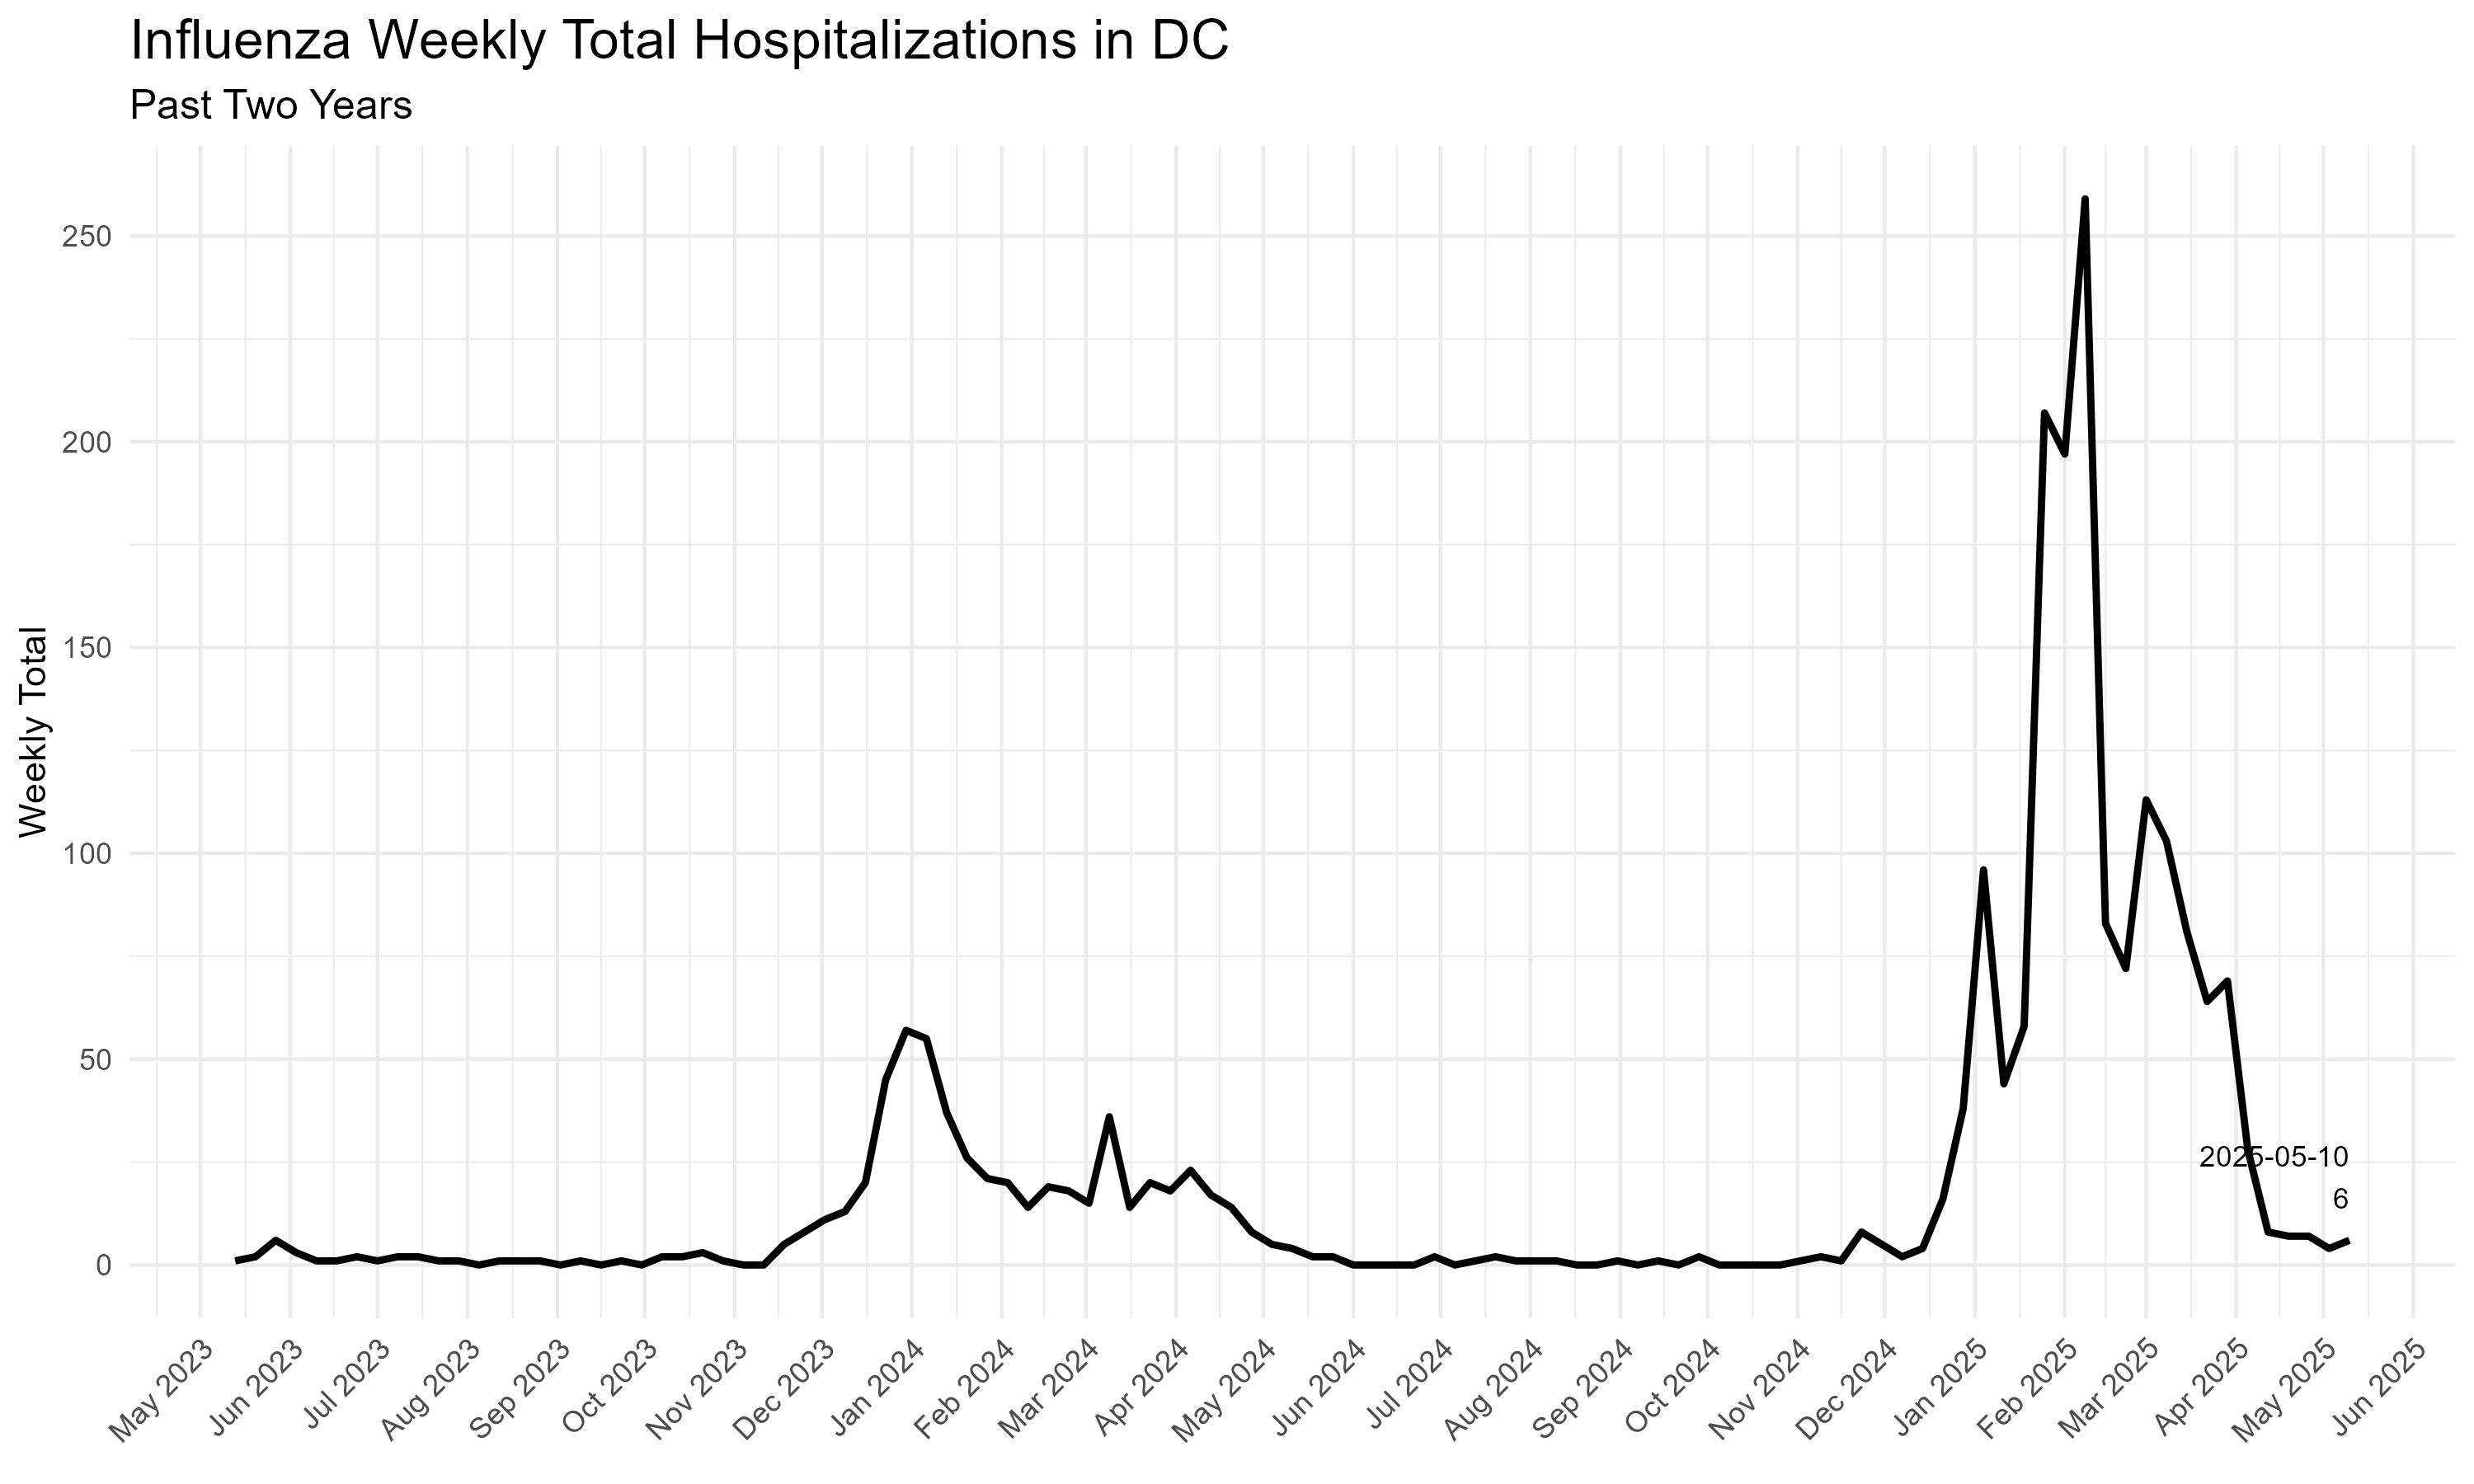 Influenza Weekly Total Hospitalizations in DC
Past Two Years
Weekly Total
250
200
150
100
50
0
2025-05-10
6
May 2023
Jun 2023
Jul 2023
Aug 2023
Sep 2023
Oct 2023
Nov 2023
Dec 2023
Jan 2024
Feb 2024
Mar 2024
Apr 2024
May 2024
Jun 2024
Jul 2024
Aug 2024
Sep 2024
Oct 2024
Nov 2024
Dec 2024
Jan 2025
Feb 2025
Mar 2025
Apr 2025
May 2025
Jun 2025